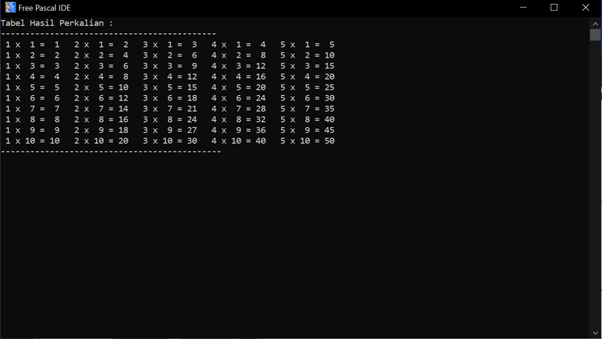 Free Pascal IDE
Tabel Hasil Perkalian :
--------------------------------------------
1 x  1 =  1   2 x  1 =  2   3 x  1 =  3   4 x  1 =  4   5 x  1 =  5
1 x  2 =  2   2 x  2 =  4   3 x  2 =  6   4 x  2 =  8   5 x  2 = 10
1 x  3 =  3   2 x  3 =  6   3 x  3 =  9   4 x  3 = 12   5 x  3 = 15
1 x  4 =  4   2 x  4 =  8   3 x  4 = 12   4 x  4 = 16   5 x  4 = 20
1 x  5 =  5   2 x  5 = 10   3 x  5 = 15   4 x  5 = 20   5 x  5 = 25
1 x  6 =  6   2 x  6 = 12   3 x  6 = 18   4 x  6 = 24   5 x  6 = 30
1 x  7 =  7   2 x  7 = 14   3 x  7 = 21   4 x  7 = 28   5 x  7 = 35
1 x  8 =  8   2 x  8 = 16   3 x  8 = 24   4 x  8 = 32   5 x  8 = 40
1 x  9 =  9   2 x  9 = 18   3 x  9 = 27   4 x  9 = 36   5 x  9 = 45
1 x 10 = 10   2 x 10 = 20   3 x 10 = 30   4 x 10 = 40   5 x 10 = 50
---------------------------------------------